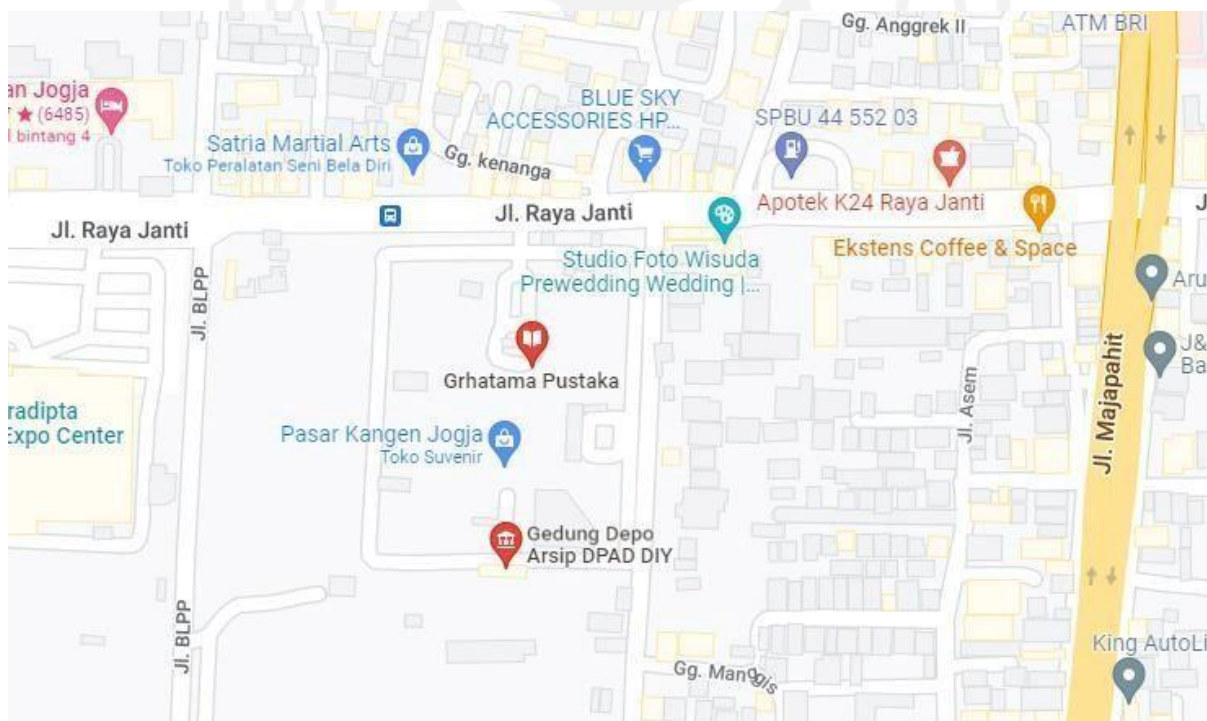 Gg. Anggrek II
ATM BRI
an Jogja
★ (6485)
l bintang 4
BLUE SKY
ACCESSORIES HP...
SPBU 44 552 03
Satria Martial Arts
Toko Peralatan Seni Bela Diri
Gg. kenanga
Apotek K24 Raya Janti
Jl. Raya Janti
Jl. Raya Janti
J
Ekstens Coffee & Space
Studio Foto Wisuda
Prewedding Wedding |...
Aru
Jl. BLPP
J&
Ba
Grhatama Pustaka
Jl. Majapahit
Jl. Asem
radipta
Expo Center
Pasar Kangen Jogja
Toko Suvenir
Gedung Depo
Arsip DPAD DIY
Jl. BLPP
King AutoLi
Gg. Manggis